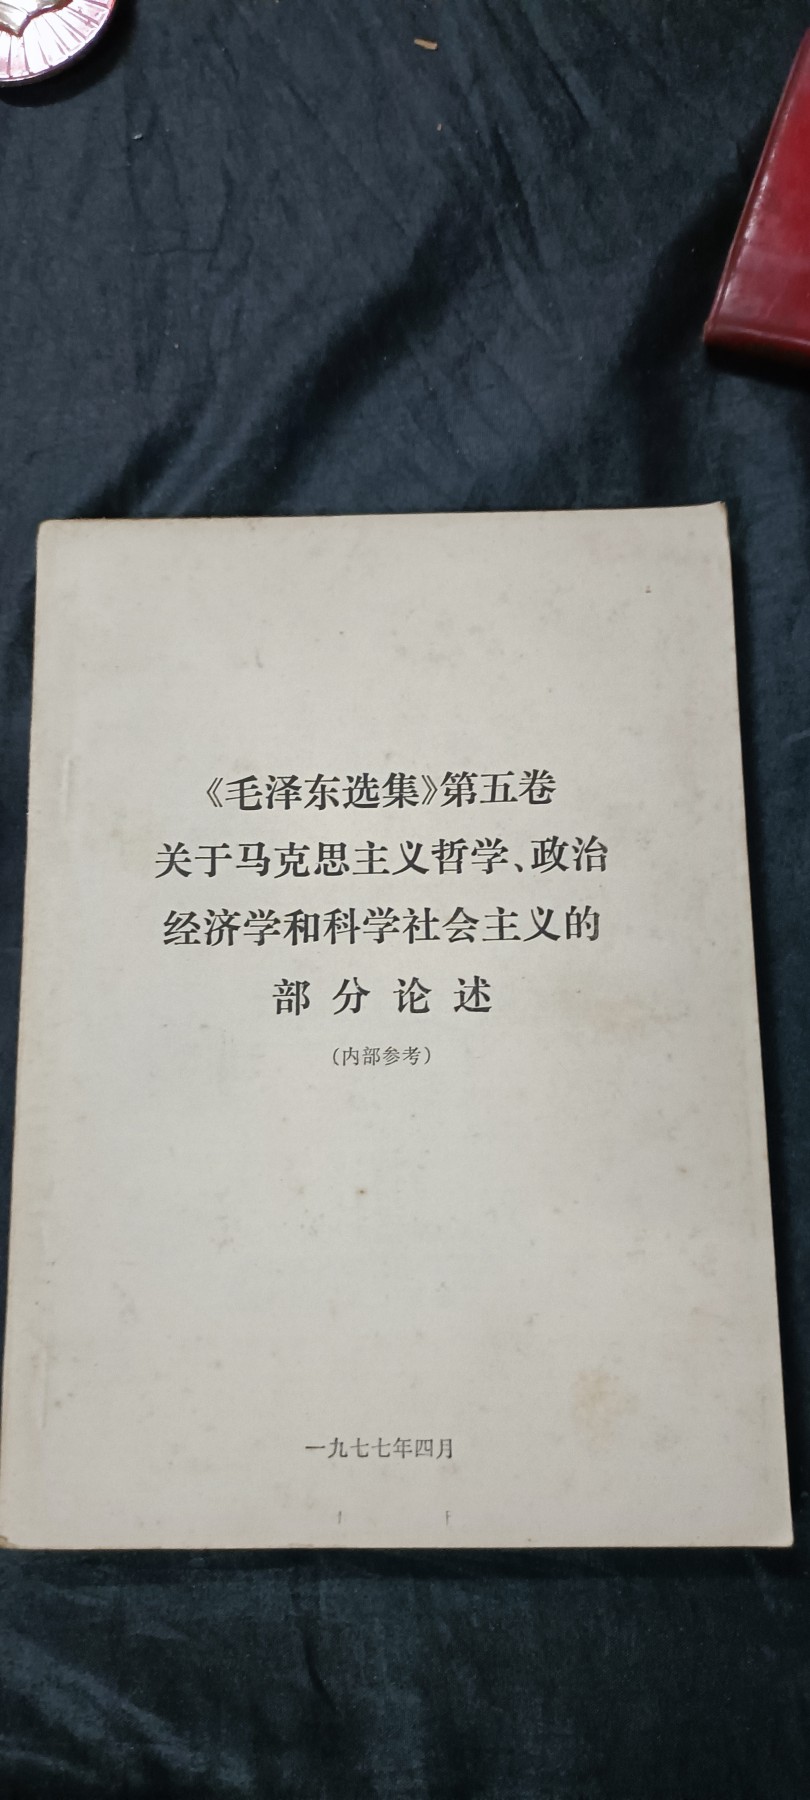 《毛泽东选集》第五卷
关于马克思主义哲学、政治
经济学和科学社会主义的
部分论述
(内部参考)
一九七七年四月